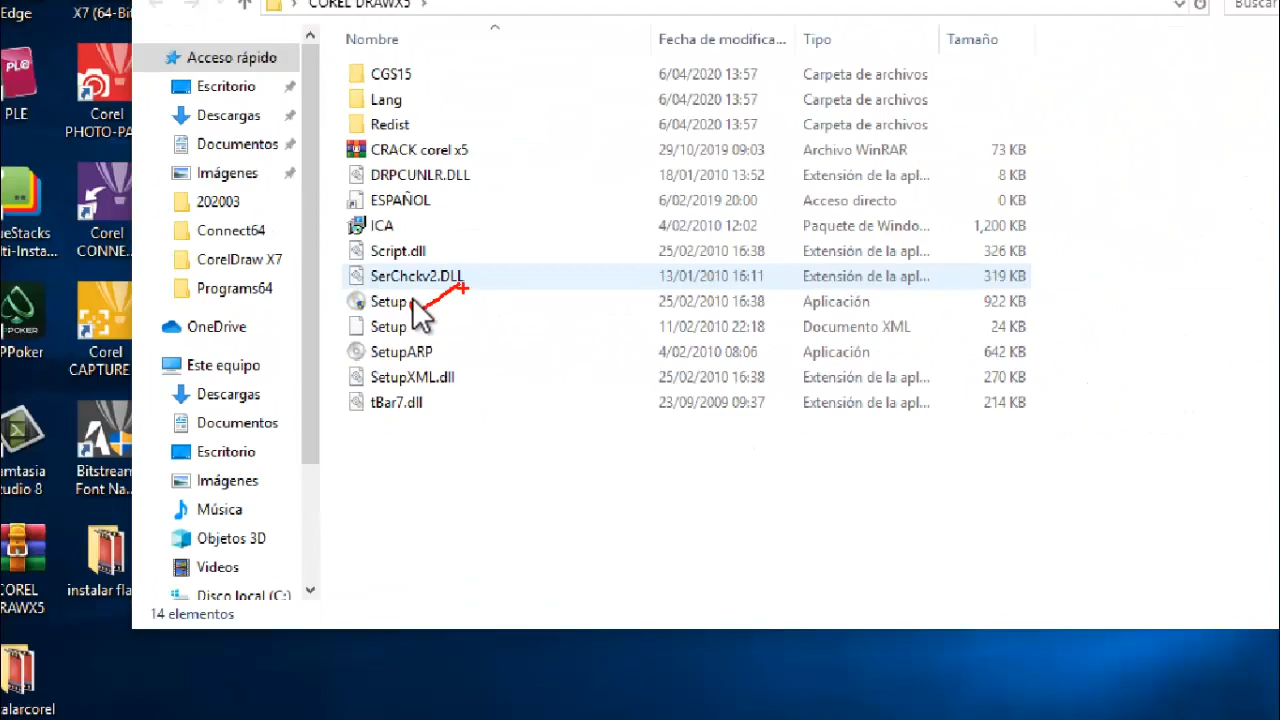 Edge
X7 (64-Bit
PLE
Corel
PHOTO-PA
COREL DRAWX5
Buscar
Acceso rápido
Escritorio
Descargas
Documentos
Imágenes
202003
Connect64
CorelDraw X7
Programs64
OneDrive
Este equipo
Descargas
Documentos
Escritorio
Imágenes
Música
Objetos 3D
Videos
Disco local (C:)
14 elementos
Nombre Fecha de modifica... Tipo Tamaño
CGS15 6/04/2020 13:57 Carpeta de archivos
Lang 6/04/2020 13:57 Carpeta de archivos
Redist 6/04/2020 13:57 Carpeta de archivos
CRACK corel x5 29/10/2019 09:03 Archivo WinRAR 73 KB
DRPCUNLR.DLL 18/01/2010 13:52 Extensión de la apl... 8 KB
ESPAÑOL 6/02/2019 20:00 Acceso directo 0 KB
ICA 4/02/2010 12:02 Paquete de Windo... 1,200 KB
Script.dll 25/02/2010 16:38 Extensión de la apl... 326 KB
SerChckv2.DLL 13/01/2010 16:11 Extensión de la apl... 319 KB
Setup 25/02/2010 16:38 Aplicación 922 KB
Setup 11/02/2010 22:18 Documento XML 24 KB
SetupARP 4/02/2010 08:06 Aplicación 642 KB
SetupXML.dll 25/02/2010 16:38 Extensión de la apl... 270 KB
tBar7.dll 23/09/2009 09:37 Extensión de la apl... 214 KB
ueStacks
lti-Insta...
Corel
CONNE...
PPoker
Corel
CAPTURE
mtasia
tudio 8
Bitstream
Font Na...
COREL
RAWX5
instalar fla
alarcorel